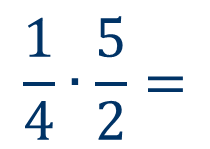 1/4 · 5/2 =